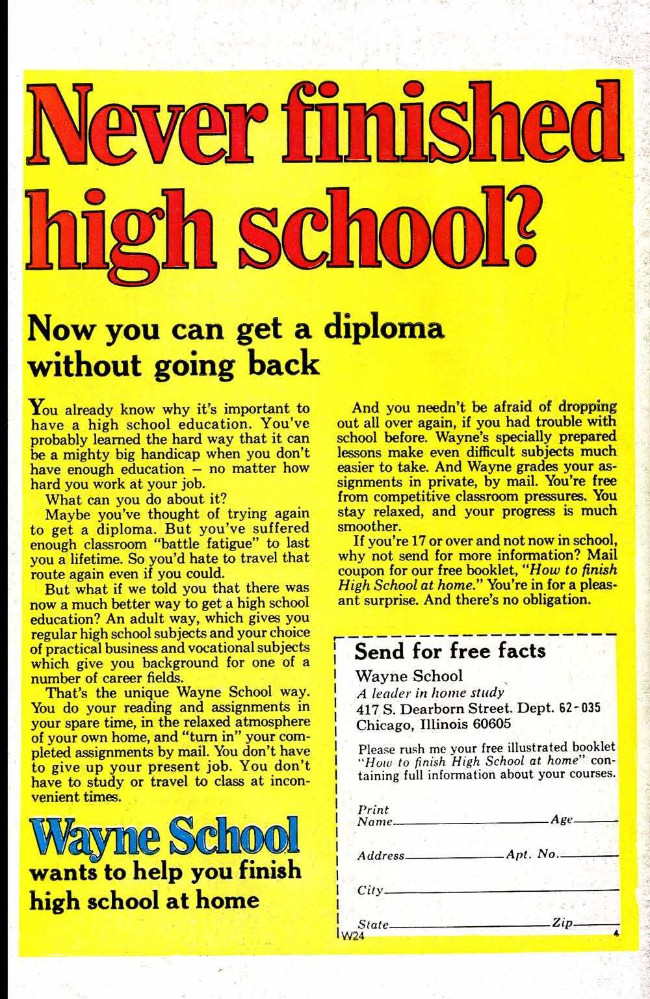 Never finished
high school?
Now you can get a diploma
without going back
You already know why it's important to
have a high school education. You've
probably learned the hard way that it can
be a mighty big handicap when you don't
have enough education — no matter how
hard you work at your job.
What can you do about it?
Maybe you've thought of trying again
to get a diploma. But you've suffered
enough classroom "battle fatigue" to last
you a lifetime. So you'd hate to travel that
route again even if you could.
But what if we told you that there was
now a much better way to get a high school
education? An adult way, which gives you
regular high school subjects and your choice
of practical business and vocational subjects
which give you background for one of a
number of career fields.
That's the unique Wayne School way.
You do your reading and assignments in
your spare time, in the relaxed atmosphere
of your own home, and "turn in" your com-
pleted assignments by mail. You don't have
to give up your present job. You don't
have to study or travel to class at incon-
venient times.
Wayne School
wants to help you finish
high school at home
And you needn't be afraid of dropping
out all over again, if you had trouble with
school before. Wayne's specially prepared
lessons make even difficult subjects much
easier to take. And Wayne grades your as-
signments in private, by mail. You're free
from competitive classroom pressures. You
stay relaxed, and your progress is much
smoother.
If you're 17 or over and not now in school,
why not send for more information? Mail
coupon for our free booklet, "How to finish
High School at home." You're in for a pleas-
ant surprise. And there's no obligation.
Send for free facts
Wayne School
A leader in home study
417 S. Dearborn Street. Dept. 62-035
Chicago, Illinois 60605
Please rush me your free illustrated booklet
"How to finish High School at home" con-
taining full information about your courses.
Print
Name Age
Address Apt. No.
City
State Zip
W24 4